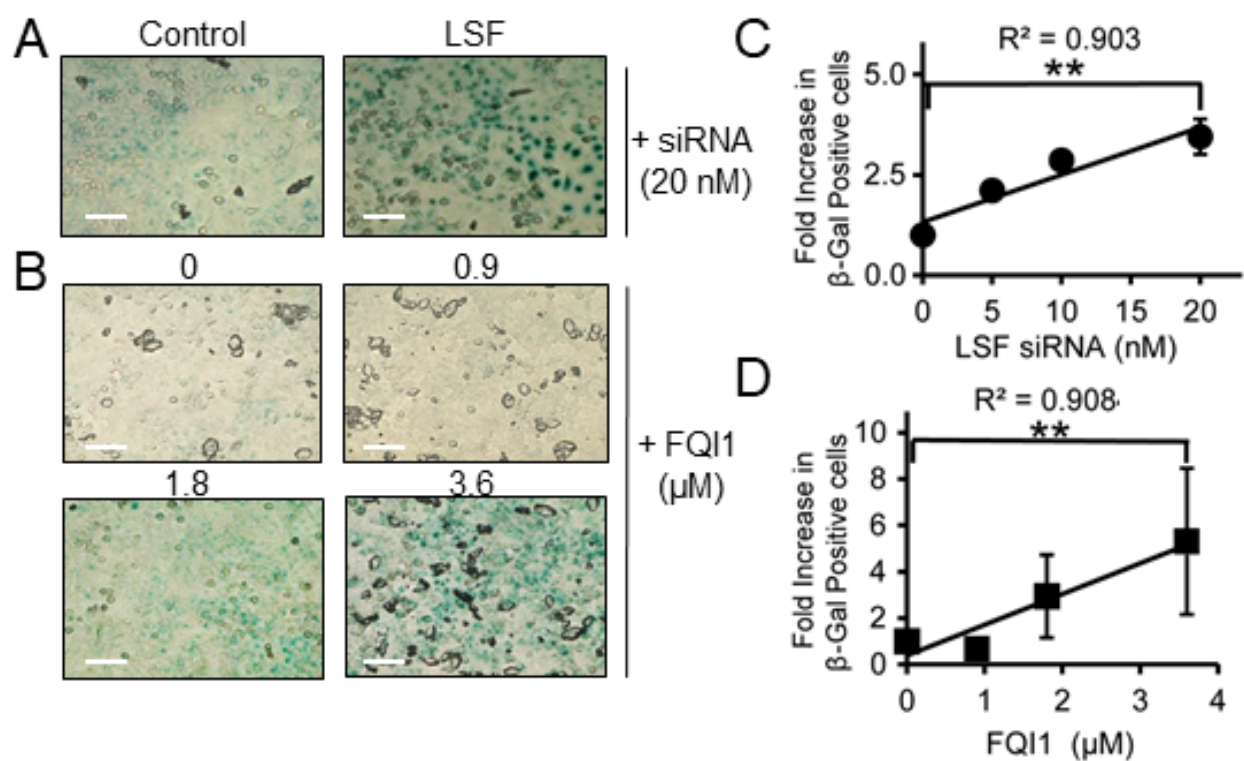 A
Control
LSF
+ siRNA
(20 nM)
B
0
0.9
1.8
3.6
+ FQI1
(µM)
C
R² = 0.903
**
Fold Increase in
β-Gal Positive cells
5.0
2.5
0.0
0 5 10 15 20
LSF siRNA (nM)
D
R² = 0.908
**
Fold Increase in
β-Gal Positive cells
10
8
6
4
2
0
0 1 2 3 4
FQI1 (µM)